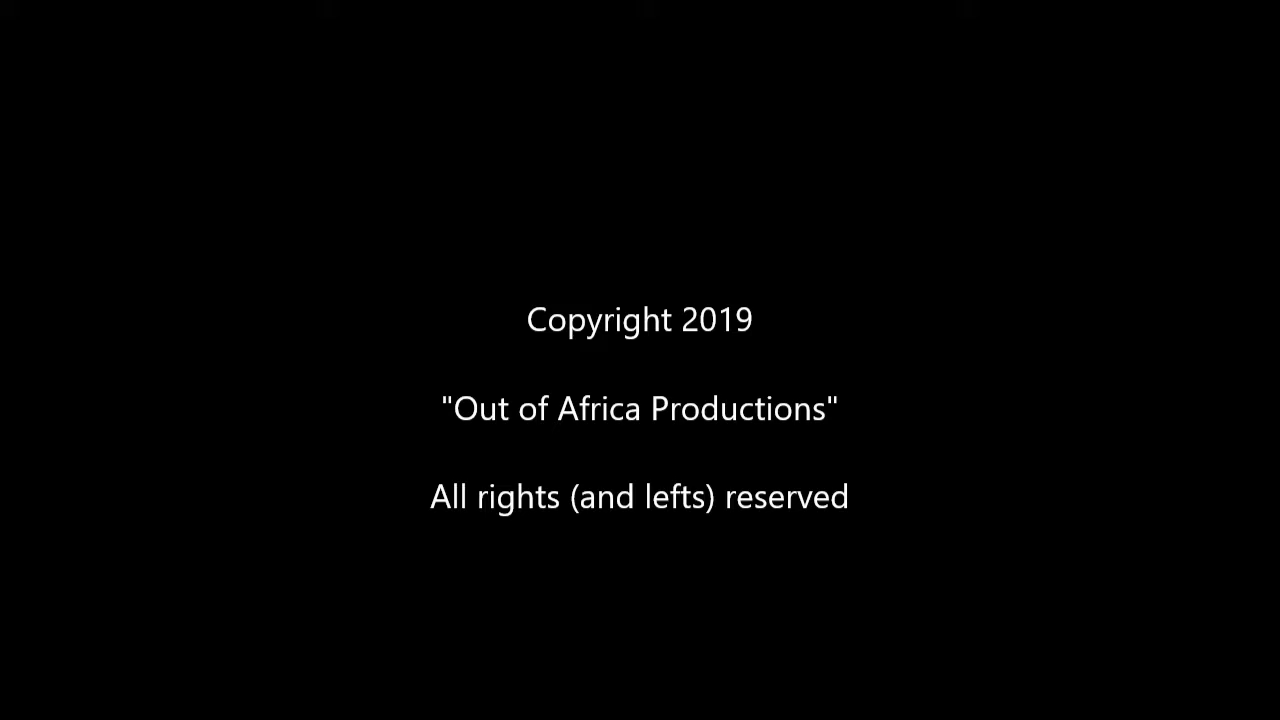 Copyright 2019
"Out of Africa Productions"
All rights (and lefts) reserved